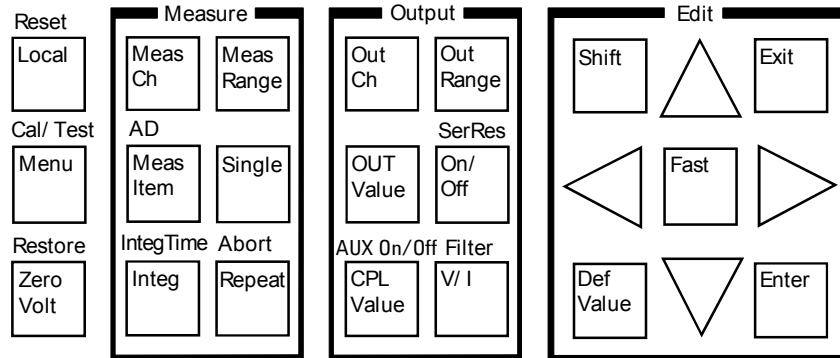 Measure
Output
Edit
Reset
Local
Meas
Ch
Meas
Range
Out
Ch
Out
Range
Shift
Exit
Cal/ Test
AD
SerRes
Menu
Meas
Item
Single
OUT
Value
On/
Off
Fast
Restore
IntegTime
Abort
AUX On/Off
Filter
Zero
Volt
Integ
Repeat
CPL
Value
V/ I
Def
Value
Enter